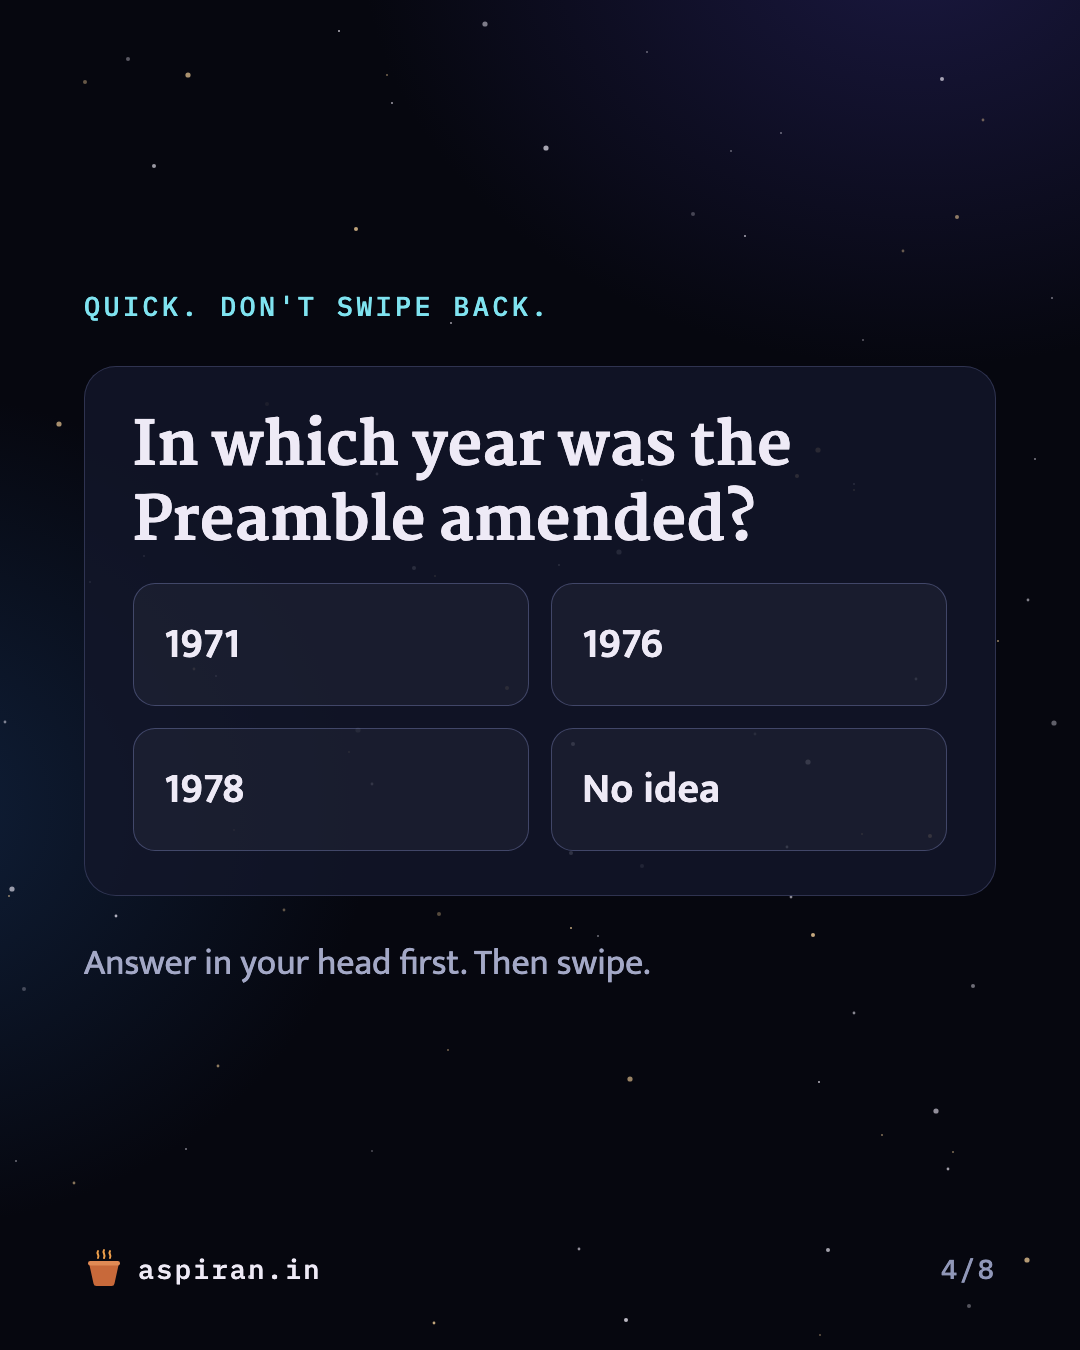 QUICK. DON'T SWIPE BACK.
In which year was the
Preamble amended?
1971
1976
1978
No idea
Answer in your head first. Then swipe.
aspiran.in
4/8